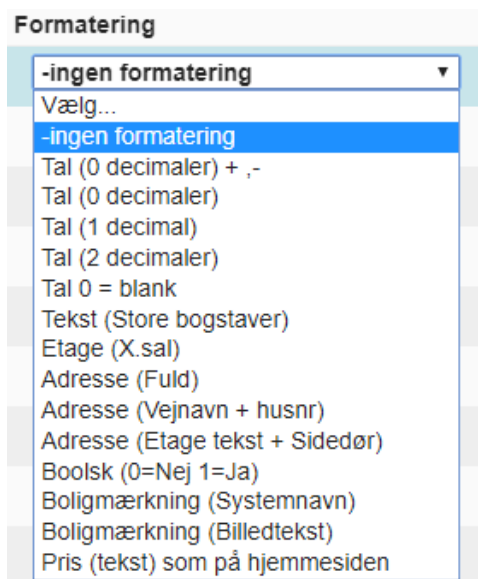 Formatering
-ingen formatering
Vælg...
-ingen formatering
Tal (0 decimaler) + ,-
Tal (0 decimaler)
Tal (1 decimal)
Tal (2 decimaler)
Tal 0 = blank
Tekst (Store bogstaver)
Etage (X.sal)
Adresse (Fuld)
Adresse (Vejnavn + husnr)
Adresse (Etage tekst + Sidedør)
Boolsk (0=Nej 1=Ja)
Boligmærkning (Systemnavn)
Boligmærkning (Billedtekst)
Pris (tekst) som på hjemmesiden